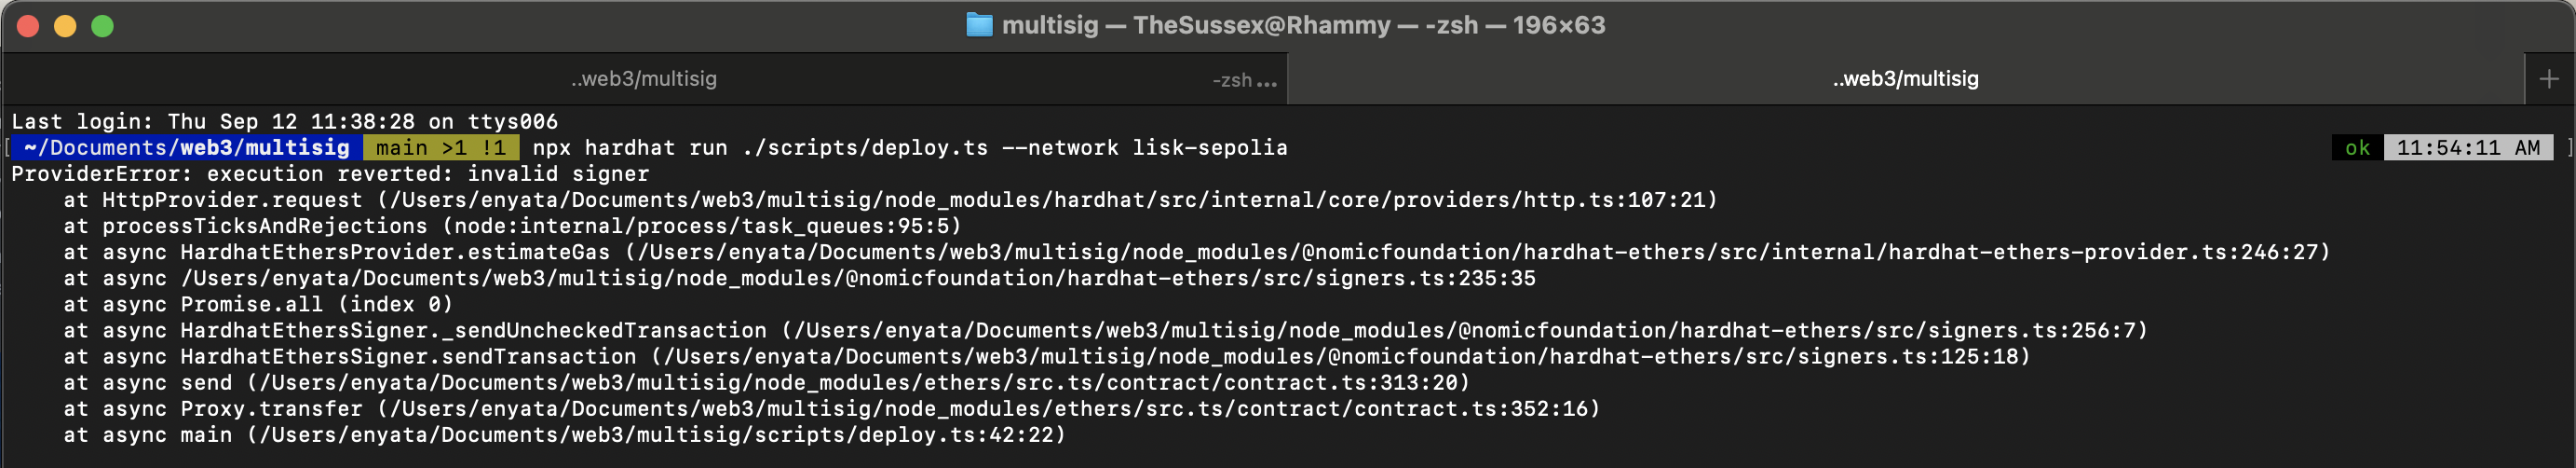 multisig — TheSussex@Rhammy — -zsh — 196×63
..web3/multisig -zsh ... ..web3/multisig +
Last login: Thu Sep 12 11:38:28 on ttys006
[ ~/Documents/web3/multisig main >1 !1 npx hardhat run ./scripts/deploy.ts --network lisk-sepolia ok 11:54:11 AM ]
ProviderError: execution reverted: invalid signer
at HttpProvider.request (/Users/enyata/Documents/web3/multisig/node_modules/hardhat/src/internal/core/providers/http.ts:107:21)
at processTicksAndRejections (node:internal/process/task_queues:95:5)
at async HardhatEthersProvider.estimateGas (/Users/enyata/Documents/web3/multisig/node_modules/@nomicfoundation/hardhat-ethers/src/internal/hardhat-ethers-provider.ts:246:27)
at async /Users/enyata/Documents/web3/multisig/node_modules/@nomicfoundation/hardhat-ethers/src/signers.ts:235:35
at async Promise.all (index 0)
at async HardhatEthersSigner._sendUncheckedTransaction (/Users/enyata/Documents/web3/multisig/node_modules/@nomicfoundation/hardhat-ethers/src/signers.ts:256:7)
at async HardhatEthersSigner.sendTransaction (/Users/enyata/Documents/web3/multisig/node_modules/@nomicfoundation/hardhat-ethers/src/signers.ts:125:18)
at async send (/Users/enyata/Documents/web3/multisig/node_modules/ethers/src.ts/contract/contract.ts:313:20)
at async Proxy.transfer (/Users/enyata/Documents/web3/multisig/node_modules/ethers/src.ts/contract/contract.ts:352:16)
at async main (/Users/enyata/Documents/web3/multisig/scripts/deploy.ts:42:22)